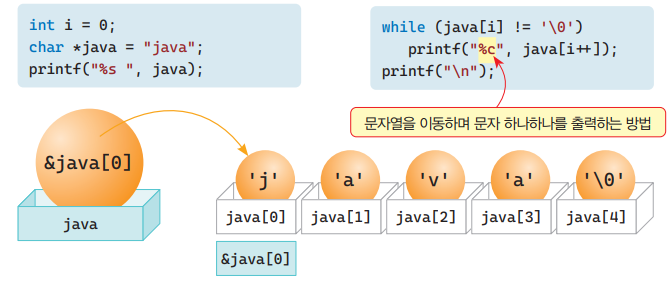 int i = 0;
char *java = "java";
printf("%s ", java);
while (java[i] != '\0')
printf("%c", java[i++]);
printf("\n");
문자열을 이동하며 문자 하나하나를 출력하는 방법
&java[0]
java
'j' 'a' 'v' 'a' '\0'
java[0] java[1] java[2] java[3] java[4]
&java[0]